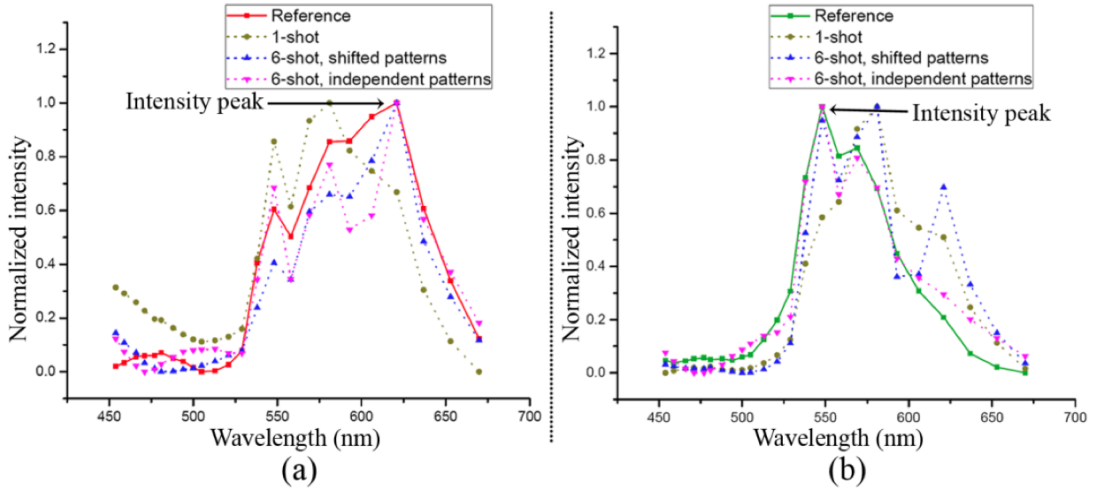 Reference
1-shot
6-shot, shifted patterns
6-shot, independent patterns
Intensity peak
1.2
1.0
0.8
0.6
0.4
0.2
0.0
Normalized intensity
450 500 550 600 650 700
Wavelength (nm)
(a)
Reference
1-shot
6-shot, shifted patterns
6-shot, independent patterns
Intensity peak
1.2
1.0
0.8
0.6
0.4
0.2
0.0
Normalized intensity
450 500 550 600 650 700
Wavelength (nm)
(b)